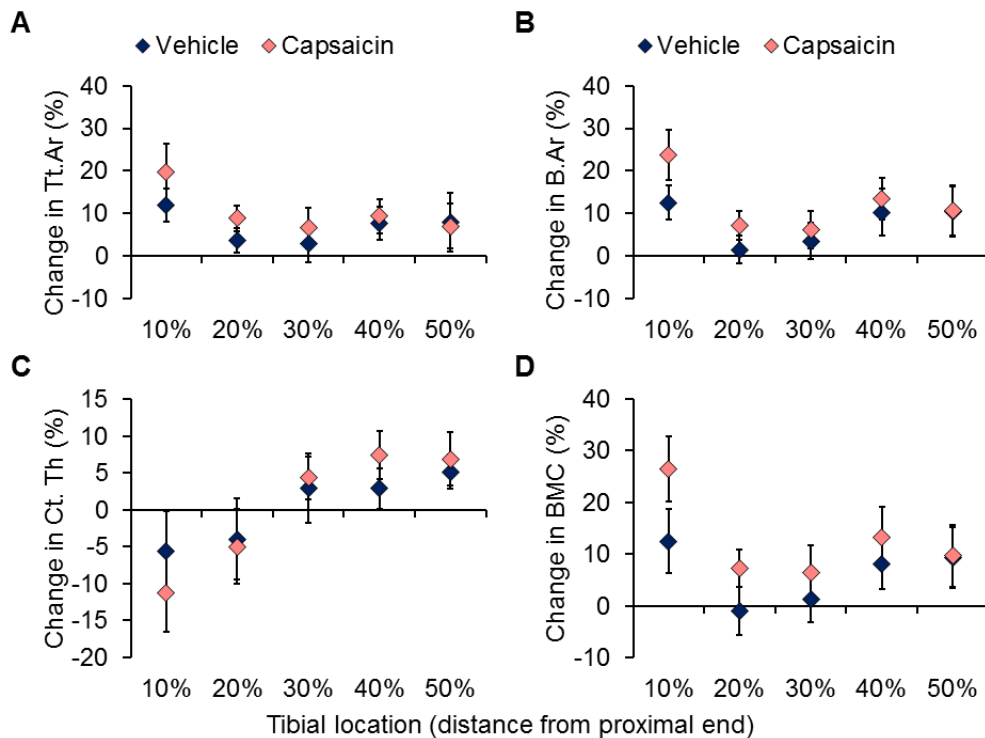 A
Vehicle Capsaicin
Change in Tt.Ar (%)
40
30
20
10
0
-10
10% 20% 30% 40% 50%
B
Vehicle Capsaicin
Change in B.Ar (%)
40
30
20
10
0
-10
10% 20% 30% 40% 50%
C
Change in Ct. Th (%)
15
10
5
0
-5
-10
-15
-20
10% 20% 30% 40% 50%
D
Change in BMC (%)
40
30
20
10
0
-10
10% 20% 30% 40% 50%
Tibial location (distance from proximal end)